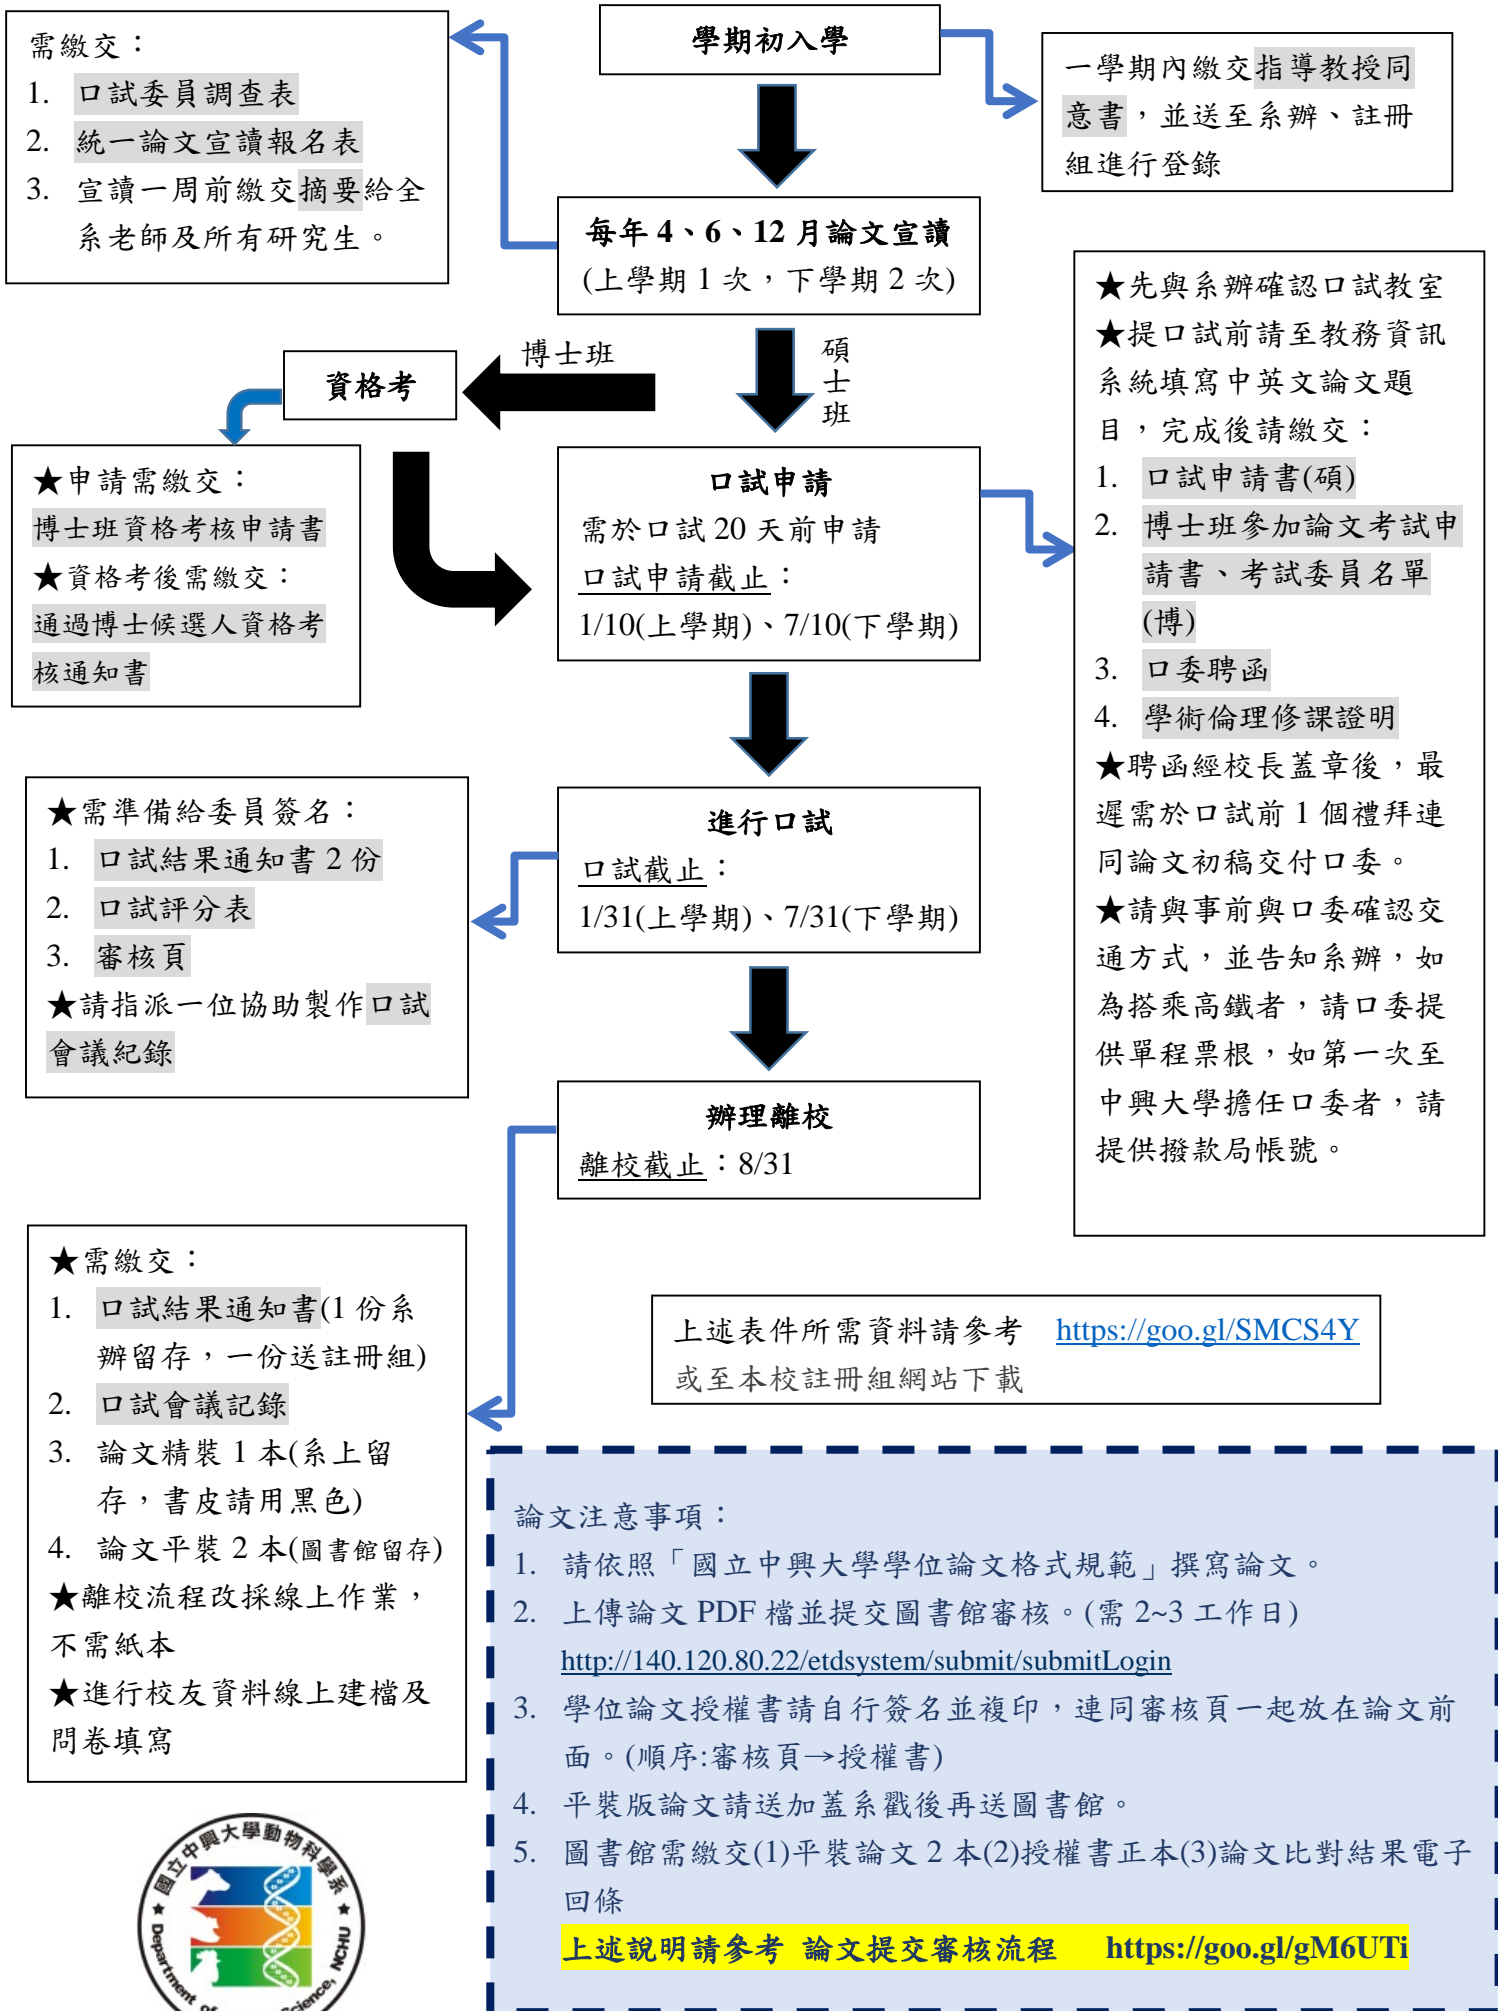 學期初入學
需繳交：
1. 口試委員調查表
2. 統一論文宣讀報名表
3. 宣讀一周前繳交摘要給全
系老師及所有研究生。
一學期內繳交指導教授同
意書，並送至系辦、註冊
組進行登錄
每年 4、6、12 月論文宣讀
(上學期 1 次，下學期 2 次)
博士班
碩士班
資格考
★申請需繳交：
博士班資格考核申請書
★資格考後需繳交：
通過博士候選人資格考
核通知書
口試申請
需於口試 20 天前申請
口試申請截止：
1/10(上學期)、7/10(下學期)
★先與系辦確認口試教室
★提口試前請至教務資訊
系統填寫中英文論文題
目，完成後請繳交：
1. 口試申請書(碩)
2. 博士班參加論文考試申
請書、考試委員名單
(博)
3. 口委聘函
4. 學術倫理修課證明
★聘函經校長蓋章後，最
遲需於口試前 1 個禮拜連
同論文初稿交付口委。
★請與事前與口委確認交
通方式，並告知系辦，如
為搭乘高鐵者，請口委提
供單程票根，如第一次至
中興大學擔任口委者，請
提供撥款局帳號。
進行口試
口試截止：
1/31(上學期)、7/31(下學期)
★需準備給委員簽名：
1. 口試結果通知書 2 份
2. 口試評分表
3. 審核頁
★請指派一位協助製作口試
會議紀錄
辦理離校
離校截止：8/31
★需繳交：
1. 口試結果通知書(1 份系
辦留存，一份送註冊組)
2. 口試會議記錄
3. 論文精裝 1 本(系上留
存，書皮請用黑色)
4. 論文平裝 2 本(圖書館留存)
★離校流程改採線上作業，
不需紙本
★進行校友資料線上建檔及
問卷填寫
上述表件所需資料請參考 https://goo.gl/SMCS4Y
或至本校註冊組網站下載
論文注意事項：
1. 請依照「國立中興大學學位論文格式規範」撰寫論文。
2. 上傳論文 PDF 檔並提交圖書館審核。(需 2~3 工作日)
http://140.120.80.22/etdsystem/submit/submitLogin
3. 學位論文授權書請自行簽名並複印，連同審核頁一起放在論文前
面。(順序:審核頁→授權書)
4. 平裝版論文請送加蓋系戳後再送圖書館。
5. 圖書館需繳交(1)平裝論文 2 本(2)授權書正本(3)論文比對結果電子
回條
上述說明請參考 論文提交審核流程 https://goo.gl/gM6UTi
國立中興大學動物科學系
Department of Science, NCHU